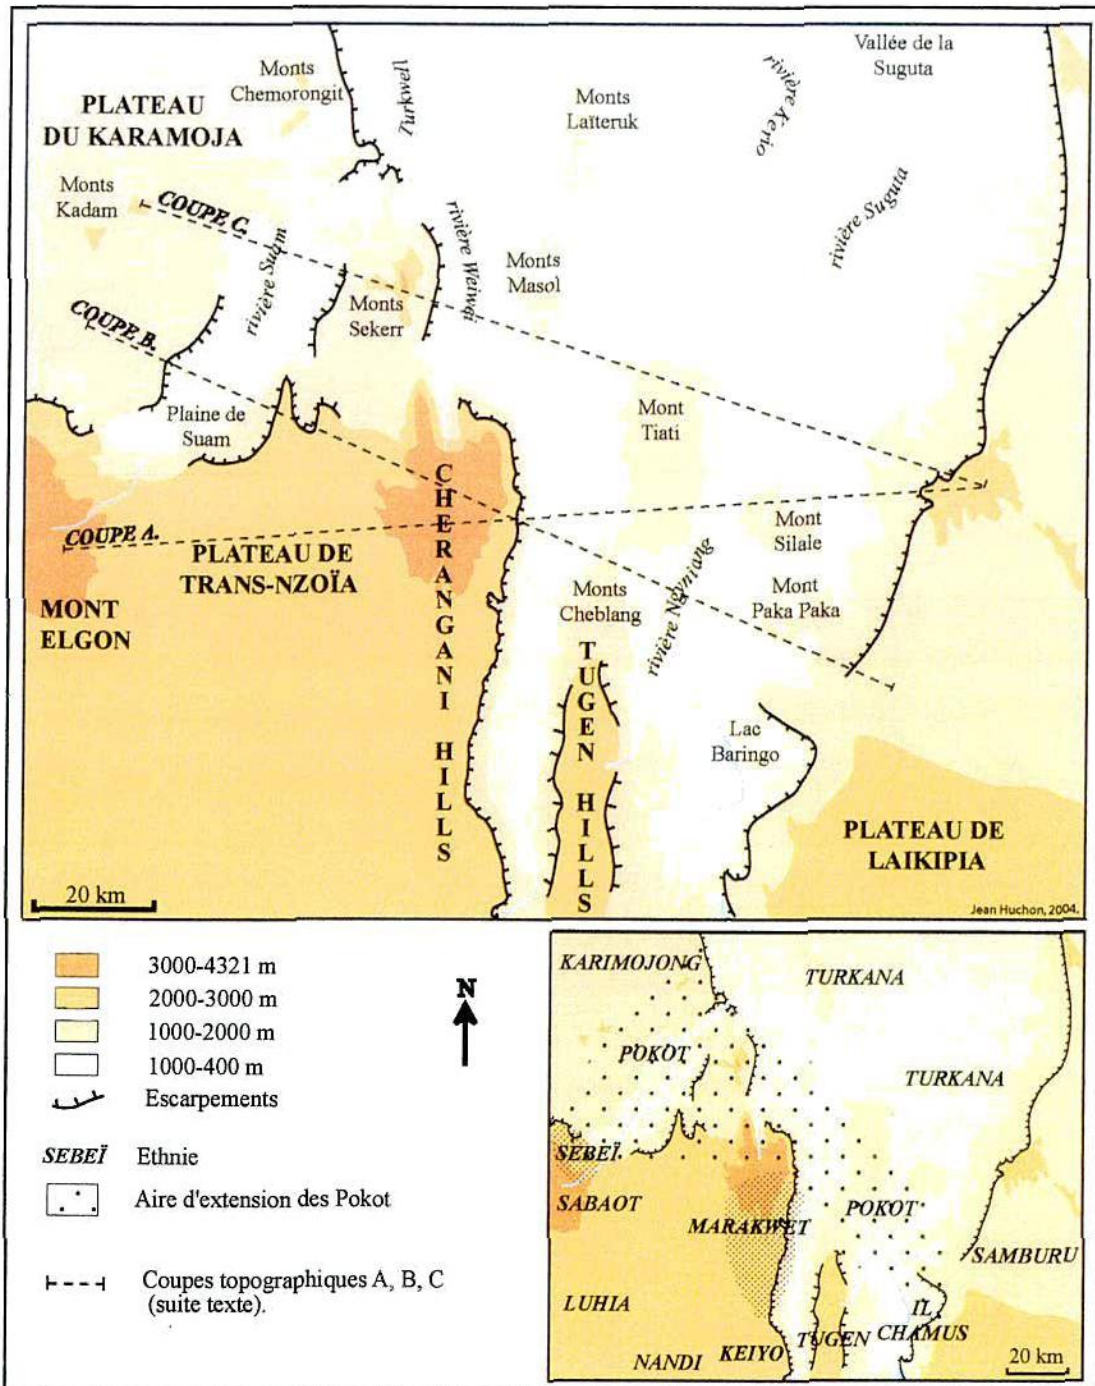 Vallée de la
Suguta
Monts
Chemorongit
Turkwell
rivière Kerio
PLATEAU
DU KARAMOJA
Monts
Laïteruk
Monts
Kadam
COUPE C.
rivière Suam
rivière Weiwei
rivière Suguta
Monts
Masol
Monts
Sekerr
COUPE B.
Plaine de
Suam
Mont
Tiati
CHERANGANI HILLS
COUPE A.
PLATEAU DE
TRANS-NZOÏA
Mont
Silale
MONT
ELGON
Monts
Cheblang
rivière Ngyniang
Mont
Paka Paka
TUGEN HILLS
Lac
Baringo
PLATEAU DE
LAIKIPIA
20 km
Jean Huchon, 2004.
3000-4321 m
2000-3000 m
1000-2000 m
1000-400 m
Escarpements
SEBEÏ Ethnie
Aire d'extension des Pokot
Coupes topographiques A, B, C
(suite texte).
N
KARIMOJONG
TURKANA
POKOT
TURKANA
SEBEÏ
SABAOT
MARAKWET
POKOT
SAMBURU
LUHIA
IL
CHAMUS
TUGEN
KEIYO
NANDI
20 km